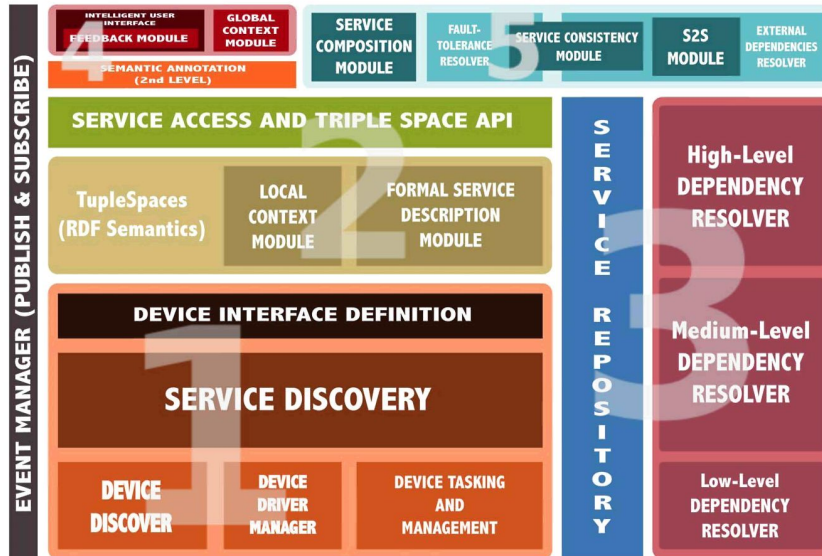 EVENT MANAGER (PUBLISH & SUBSCRIBE)
INTELLIGENT USER
INTERFACE
FEEDBACK MODULE
GLOBAL
CONTEXT
MODULE
4
SEMANTIC ANNOTATION
(2nd LEVEL)
SERVICE
COMPOSITION
MODULE
FAULT-
TOLERANCE
RESOLVER
5
SERVICE CONSISTENCY
MODULE
S2S
MODULE
EXTERNAL
DEPENDENCIES
RESOLVER
SERVICE ACCESS AND TRIPLE SPACE API
TupleSpaces
(RDF Semantics)
LOCAL
CONTEXT
MODULE
FORMAL SERVICE
DESCRIPTION
MODULE
2
DEVICE INTERFACE DEFINITION
SERVICE DISCOVERY
1
DEVICE
DISCOVER
DEVICE
DRIVER
MANAGER
DEVICE TASKING
AND
MANAGEMENT
SERVICE REPOSITORY
3
High-Level
DEPENDENCY
RESOLVER
Medium-Level
DEPENDENCY
RESOLVER
Low-Level
DEPENDENCY
RESOLVER